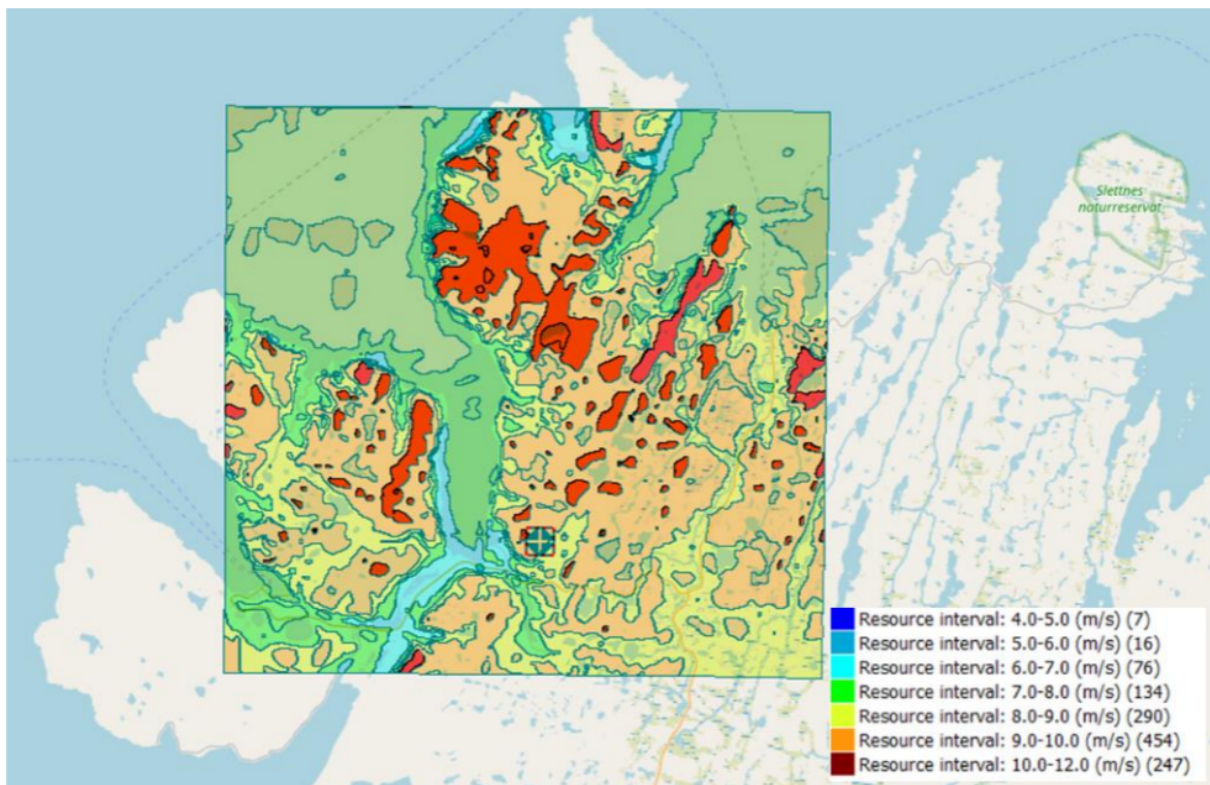 Slettnes
naturreservat
Resource interval: 4.0-5.0 (m/s) (7)
Resource interval: 5.0-6.0 (m/s) (16)
Resource interval: 6.0-7.0 (m/s) (76)
Resource interval: 7.0-8.0 (m/s) (134)
Resource interval: 8.0-9.0 (m/s) (290)
Resource interval: 9.0-10.0 (m/s) (454)
Resource interval: 10.0-12.0 (m/s) (247)